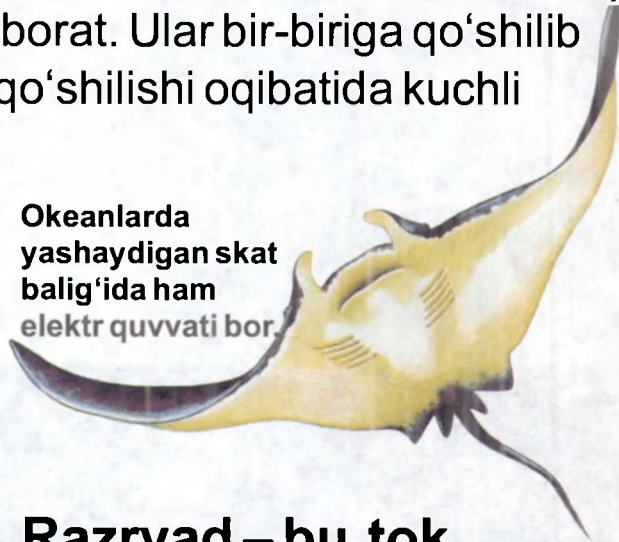 borat. Ular bir-biriga qo‘shilib
qo‘shilishi oqibatida kuchli
Okeanlarda
yashaydigan skat
balig‘ida ham
elektr quvvati bor.
Razryad – bu tok